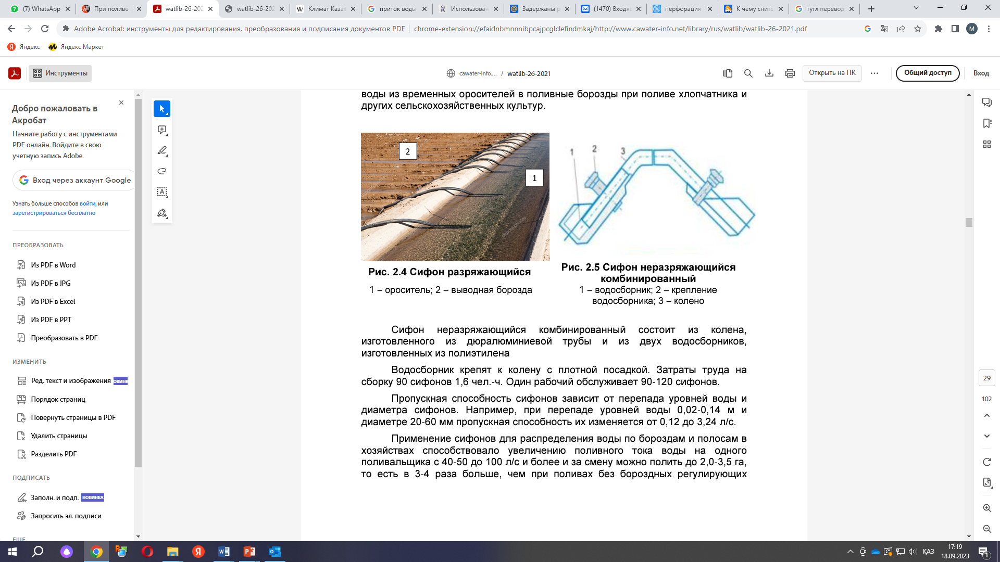 (7) WhatsApp
При поливе
watlib-26-202
watlib-26-202
Климат Казах
приток воды
Использован
Задержаны р
(1470) Входящ
перфорация
К чему снитс
гугл перевод
Adobe Acrobat: инструменты для редактирования, преобразования и подписания документов PDF | chrome-extension://efaidnbmnnnibpcajpcglclefindmkaj/http://www.cawater-info.net/library/rus/watlib/watlib-26-2021.pdf
M
Яндекс
Яндекс Маркет
Инструменты
cawater-info.... / watlib-26-2021
Открыть на ПК
Общий доступ
Вход
Добро пожаловать в
Акробат
Начните работу с инструментами
PDF онлайн. Войдите в свою
учетную запись Adobe.
Вход через аккаунт Google
Узнать больше способов войти, или
зарегистрироваться бесплатно
ПРЕОБРАЗОВАТЬ
Из PDF в Word
Из PDF в JPG
Из PDF в Excel
Из PDF в PPT
Преобразовать в PDF
ИЗМЕНИТЬ
Ред. текст и изображения
Порядок страниц
Повернуть страницы в PDF
Удалить страницы
Разделить PDF
ПОДПИСАТЬ
Заполн. и подп. НОВИНКА
Запросить эл. подписи
ЕЩЕ
воды из временных оросителей в поливные борозды при поливе хлопчатника и
других сельскохозяйственных культур.
2
1
1 2 3
Рис. 2.4 Сифон разряжающийся
1 – ороситель; 2 – выводная борозда
Рис. 2.5 Сифон неразряжающийся
комбинированный
1 – водосборник; 2 – крепление
водосборника; 3 – колено
Сифон неразряжающийся комбинированный состоит из колена,
изготовленного из дюралюминиевой трубы и из двух водосборников,
изготовленных из полиэтилена
Водосборник крепят к колену с плотной посадкой. Затраты труда на
сборку 90 сифонов 1,6 чел.-ч. Один рабочий обслуживает 90-120 сифонов.
Пропускная способность сифонов зависит от перепада уровней воды и
диаметра сифонов. Например, при перепаде уровней воды 0,02-0,14 м и
диаметре 20-60 мм пропускная способность их изменяется от 0,12 до 3,24 л/с.
Применение сифонов для распределения воды по бороздам и полосам в
хозяйствах способствовало увеличению поливного тока воды на одного
поливальщика с 40-50 до 100 л/с и более и за смену можно полить до 2,0-3,5 га,
то есть в 3-4 раза больше, чем при поливах без бороздных регулирующих
29
102
ҚАЗ
17:19
18.09.2023
1